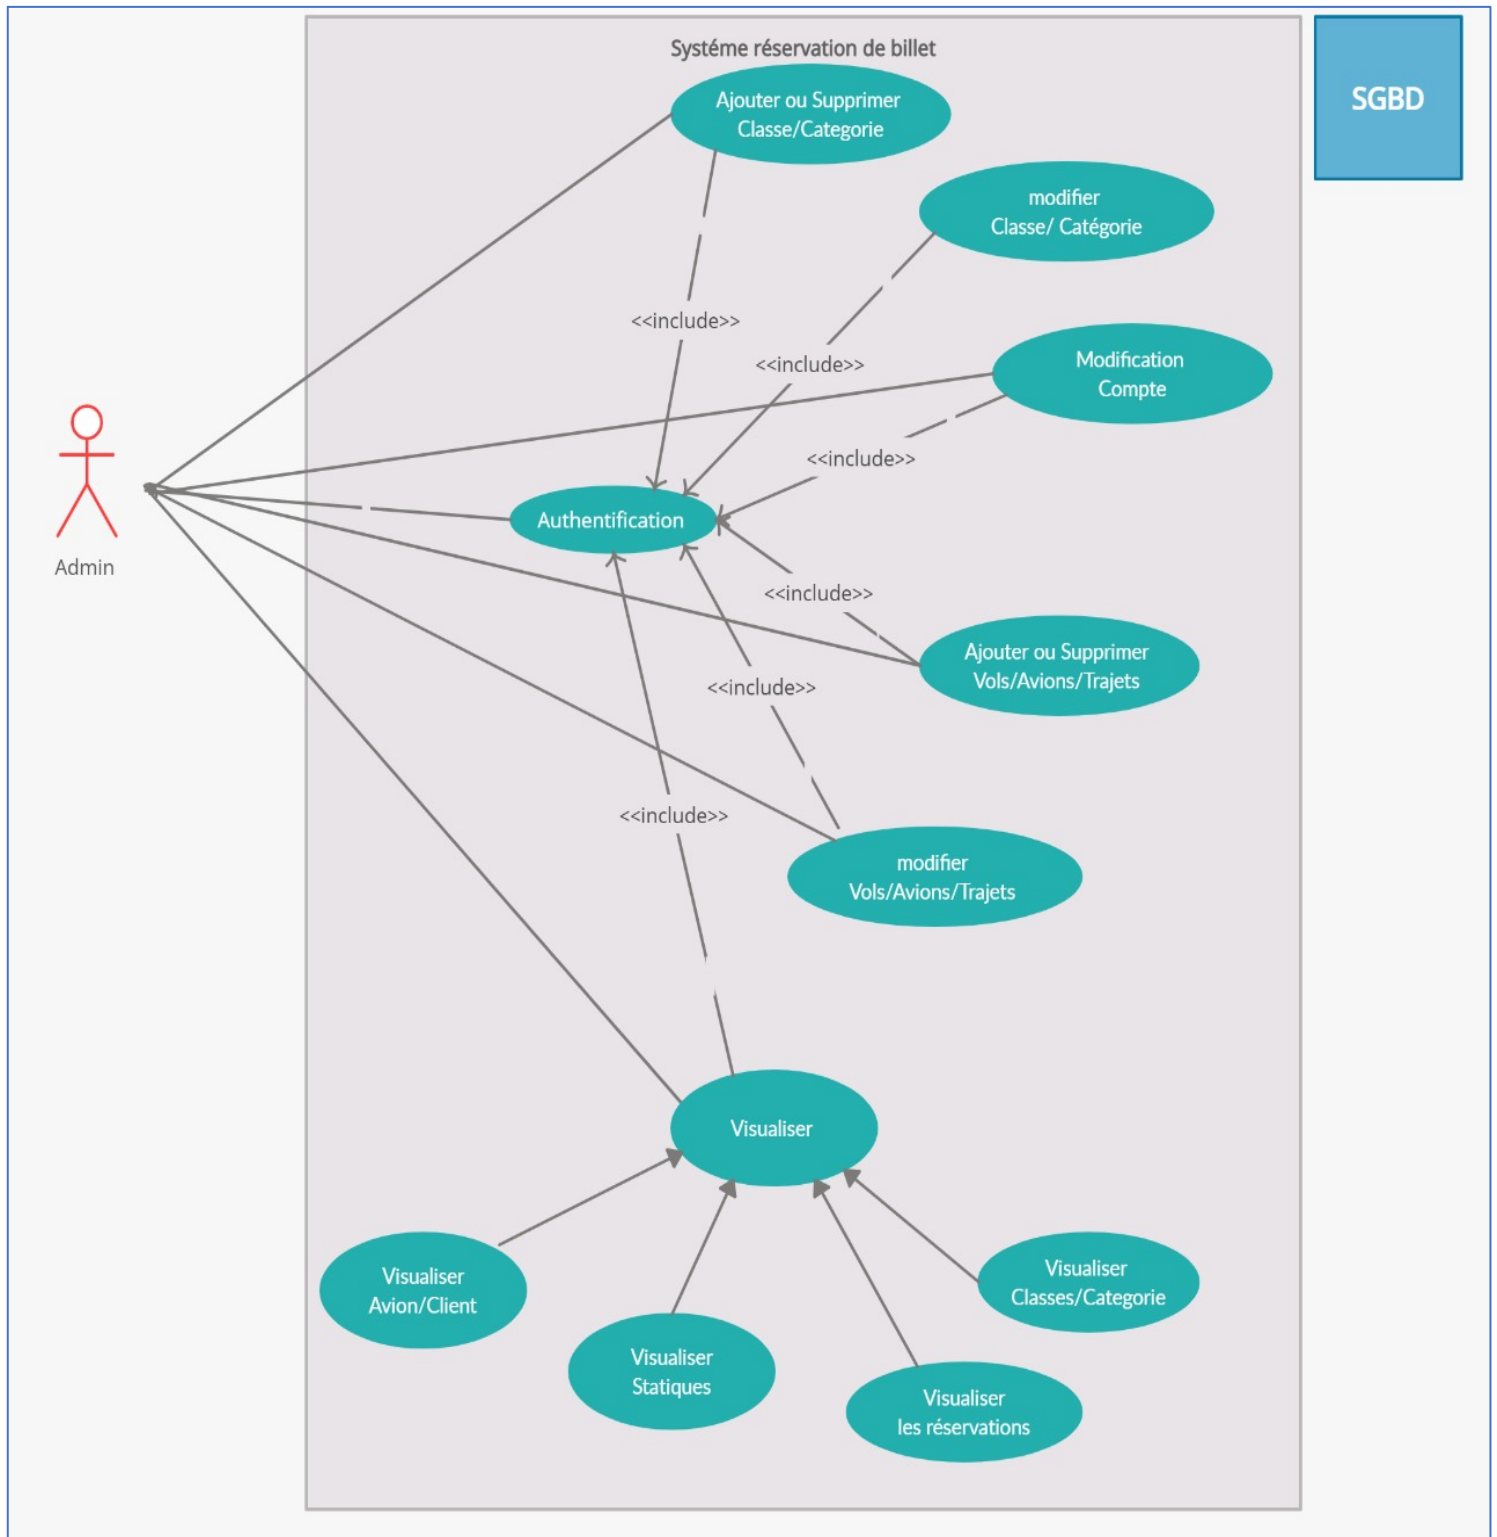 Systéme réservation de billet
SGBD
Ajouter ou Supprimer
Classe/Categorie
modifier
Classe/ Catégorie
<<include>>
<<include>>
Modification
Compte
<<include>>
Authentification
Admin
<<include>>
Ajouter ou Supprimer
Vols/Avions/Trajets
<<include>>
<<include>>
modifier
Vols/Avions/Trajets
Visualiser
Visualiser
Avion/Client
Visualiser
Statiques
Visualiser
les réservations
Visualiser
Classes/Categorie